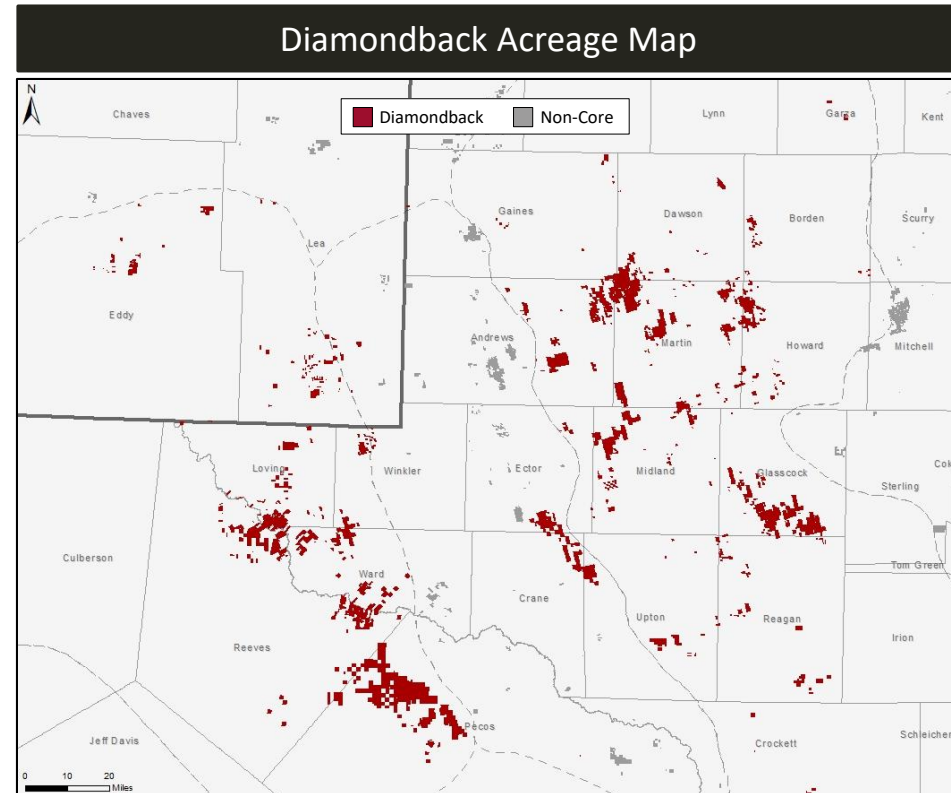 Diamondback Acreage Map
N
Diamondback
Non-Core
Chaves
Lynn
Garza
Kent
Gaines
Dawson
Borden
Scurry
Lea
Eddy
Andrews
Martin
Howard
Mitchell
Loving
Winkler
Ector
Midland
Glasscock
Sterling
Cok
Culberson
Ward
Crane
Upton
Reagan
Tom Green
Irion
Reeves
Pecos
Jeff Davis
Crockett
Schleicher
0 10 20
Miles